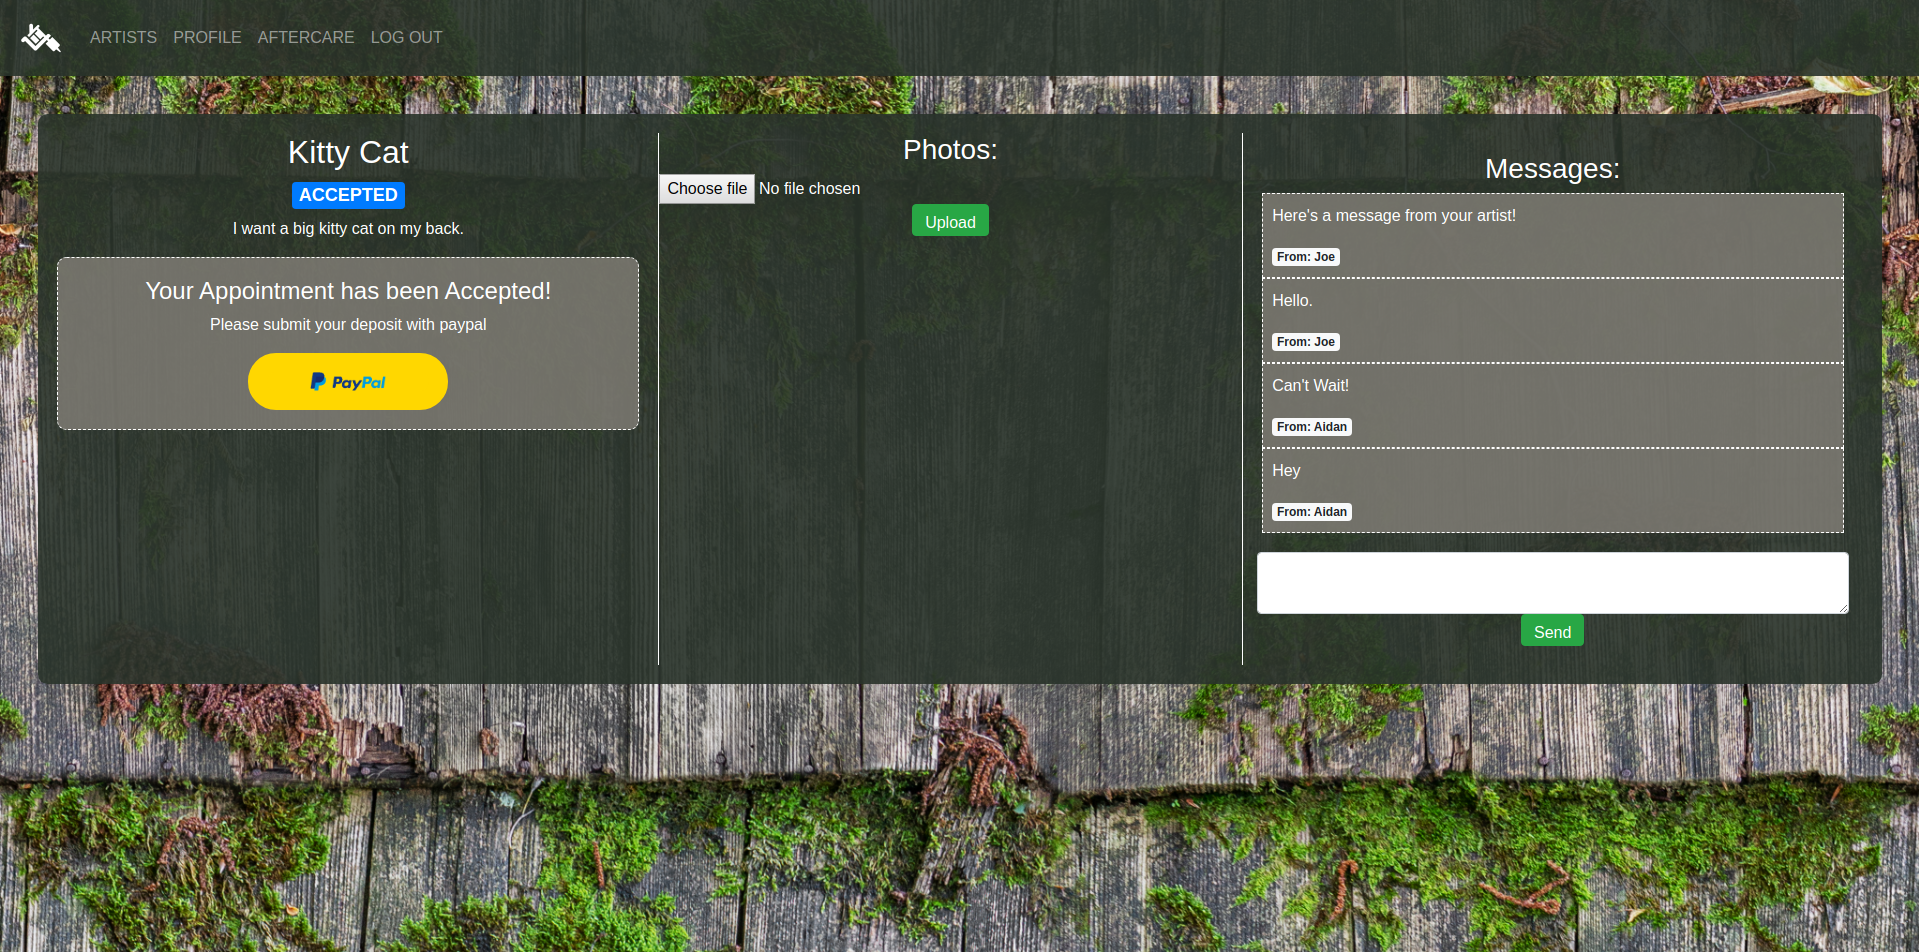 ARTISTS PROFILE AFTERCARE LOG OUT
Kitty Cat
ACCEPTED
I want a big kitty cat on my back.
Your Appointment has been Accepted!
Please submit your deposit with paypal
PayPal
Photos:
Choose file No file chosen
Upload
Messages:
Here's a message from your artist!
From: Joe
Hello.
From: Joe
Can't Wait!
From: Aidan
Hey
From: Aidan
Send